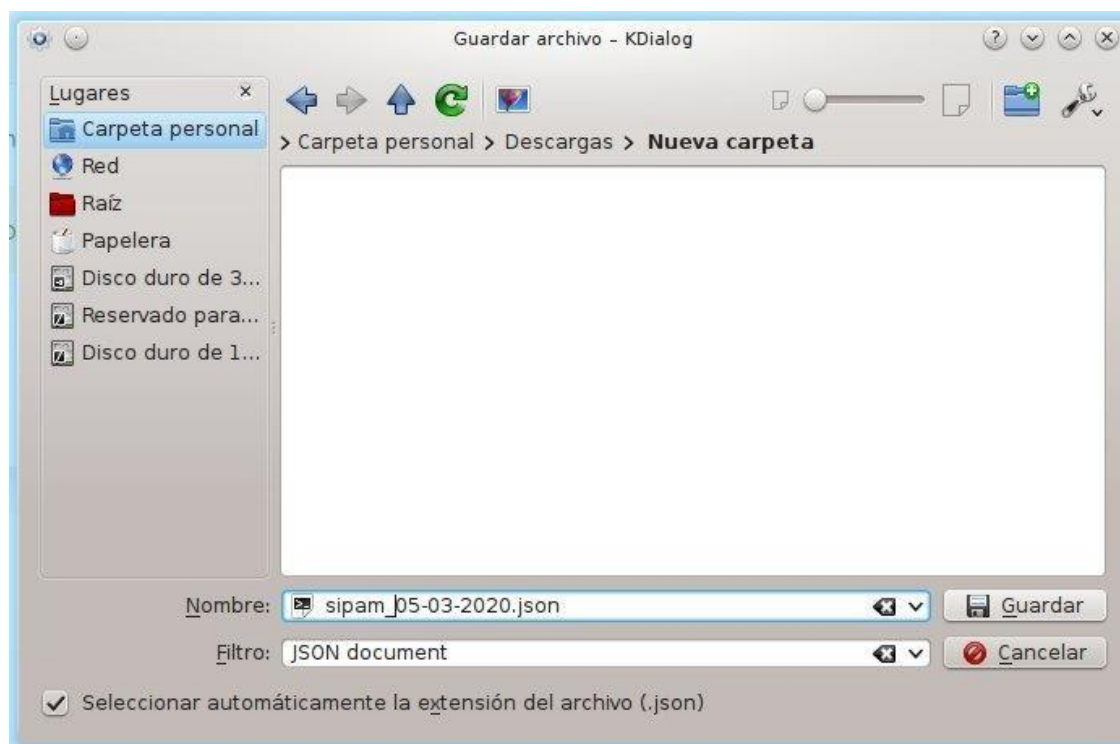 Guardar archivo – KDialog
Lugares
Carpeta personal
Red
Raíz
Papelera
Disco duro de 3...
Reservado para...
Disco duro de 1...
> Carpeta personal > Descargas > Nueva carpeta
Nombre: sipam_05-03-2020.json
Guardar
Filtro: JSON document
Cancelar
Seleccionar automáticamente la extensión del archivo (.json)